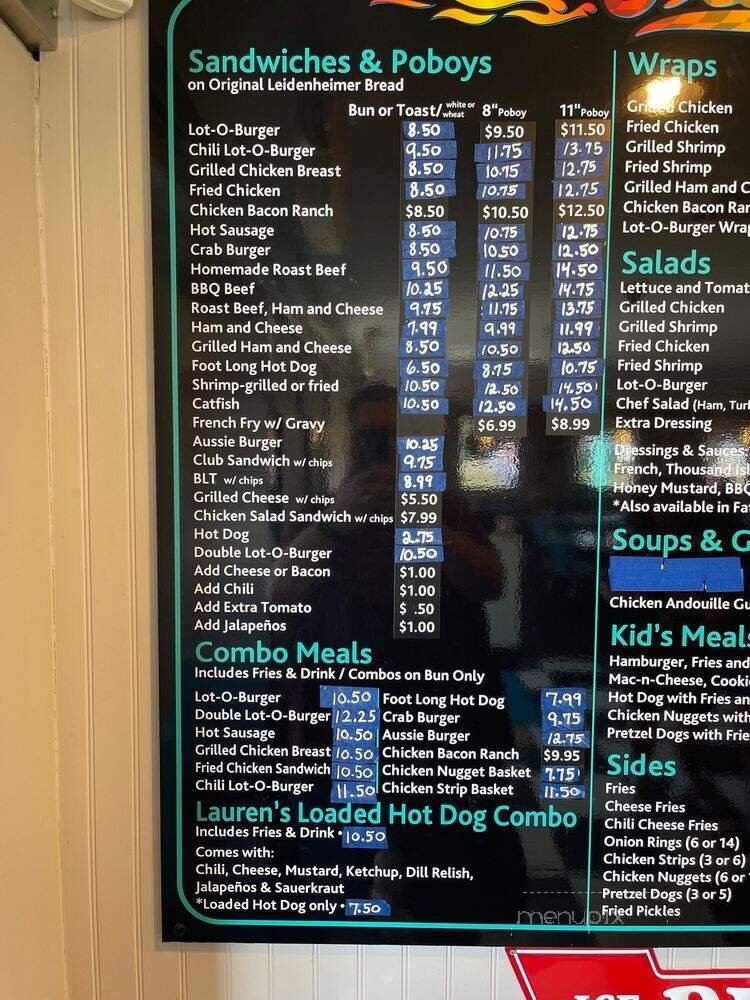 Sandwiches & Poboys
on Original Leidenheimer Bread
Bun or Toast/ white or wheat 8" Poboy 11" Poboy
Lot-O-Burger 8.50 $9.50 $11.50
Chili Lot-O-Burger 9.50 11.75 13.75
Grilled Chicken Breast 8.50 10.75 12.75
Fried Chicken 8.50 10.75 12.75
Chicken Bacon Ranch $8.50 $10.50 $12.50
Hot Sausage 8.50 10.75 12.75
Crab Burger 8.50 10.50 12.50
Homemade Roast Beef 9.50 11.50 14.50
BBQ Beef 10.25 12.25 14.75
Roast Beef, Ham and Cheese 9.75 11.75 13.75
Ham and Cheese 7.99 9.99 11.99
Grilled Ham and Cheese 8.50 10.50 12.50
Foot Long Hot Dog 6.50 8.75 10.75
Shrimp-grilled or fried 10.50 12.50 14.50
Catfish 10.50 12.50 14.50
French Fry w/ Gravy $6.99 $8.99
Aussie Burger 10.25
Club Sandwich w/ chips 9.75
BLT w/ chips 8.99
Grilled Cheese w/ chips $5.50
Chicken Salad Sandwich w/ chips $7.99
Hot Dog 2.75
Double Lot-O-Burger 10.50
Add Cheese or Bacon $1.00
Add Chili $1.00
Add Extra Tomato $ .50
Add Jalapeños $1.00
Combo Meals
Includes Fries & Drink / Combos on Bun Only
Lot-O-Burger 10.50 Foot Long Hot Dog 7.99
Double Lot-O-Burger 12.25 Crab Burger 9.75
Hot Sausage 10.50 Aussie Burger 12.75
Grilled Chicken Breast 10.50 Chicken Bacon Ranch $9.95
Fried Chicken Sandwich 10.50 Chicken Nugget Basket 7.75
Chili Lot-O-Burger 11.50 Chicken Strip Basket 11.50
Lauren's Loaded Hot Dog Combo
Includes Fries & Drink • 10.50
Comes with:
Chili, Cheese, Mustard, Ketchup, Dill Relish,
Jalapeños & Sauerkraut
*Loaded Hot Dog only • 7.50
Wraps
Grilled Chicken
Fried Chicken
Grilled Shrimp
Fried Shrimp
Grilled Ham and C
Chicken Bacon Ran
Lot-O-Burger Wrap
Salads
Lettuce and Tomat
Grilled Chicken
Grilled Shrimp
Fried Chicken
Fried Shrimp
Lot-O-Burger
Chef Salad (Ham, Turk
Extra Dressing
Dressings & Sauces:
French, Thousand Isl
Honey Mustard, BBQ
*Also available in Fa
Soups & G
Chicken Andouille Gu
Kid's Meals
Hamburger, Fries and
Mac-n-Cheese, Cooki
Hot Dog with Fries an
Chicken Nuggets with
Pretzel Dogs with Frie
Sides
Fries
Cheese Fries
Chili Cheese Fries
Onion Rings (6 or 14)
Chicken Strips (3 or 6)
Chicken Nuggets (6 or
Pretzel Dogs (3 or 5)
Fried Pickles
menupix